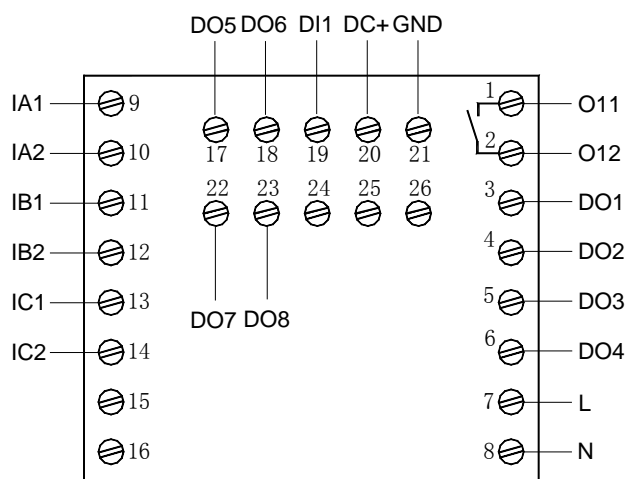 DO5 DO6 DI1 DC+ GND
IA1 9 1 O11
17 18 19 20 21
IA2 10 2 O12
22 23 24 25 26
IB1 11 3 DO1
IB2 12 4 DO2
IC1 13 5 DO3
DO7 DO8
IC2 14 6 DO4
15 7 L
16 8 N